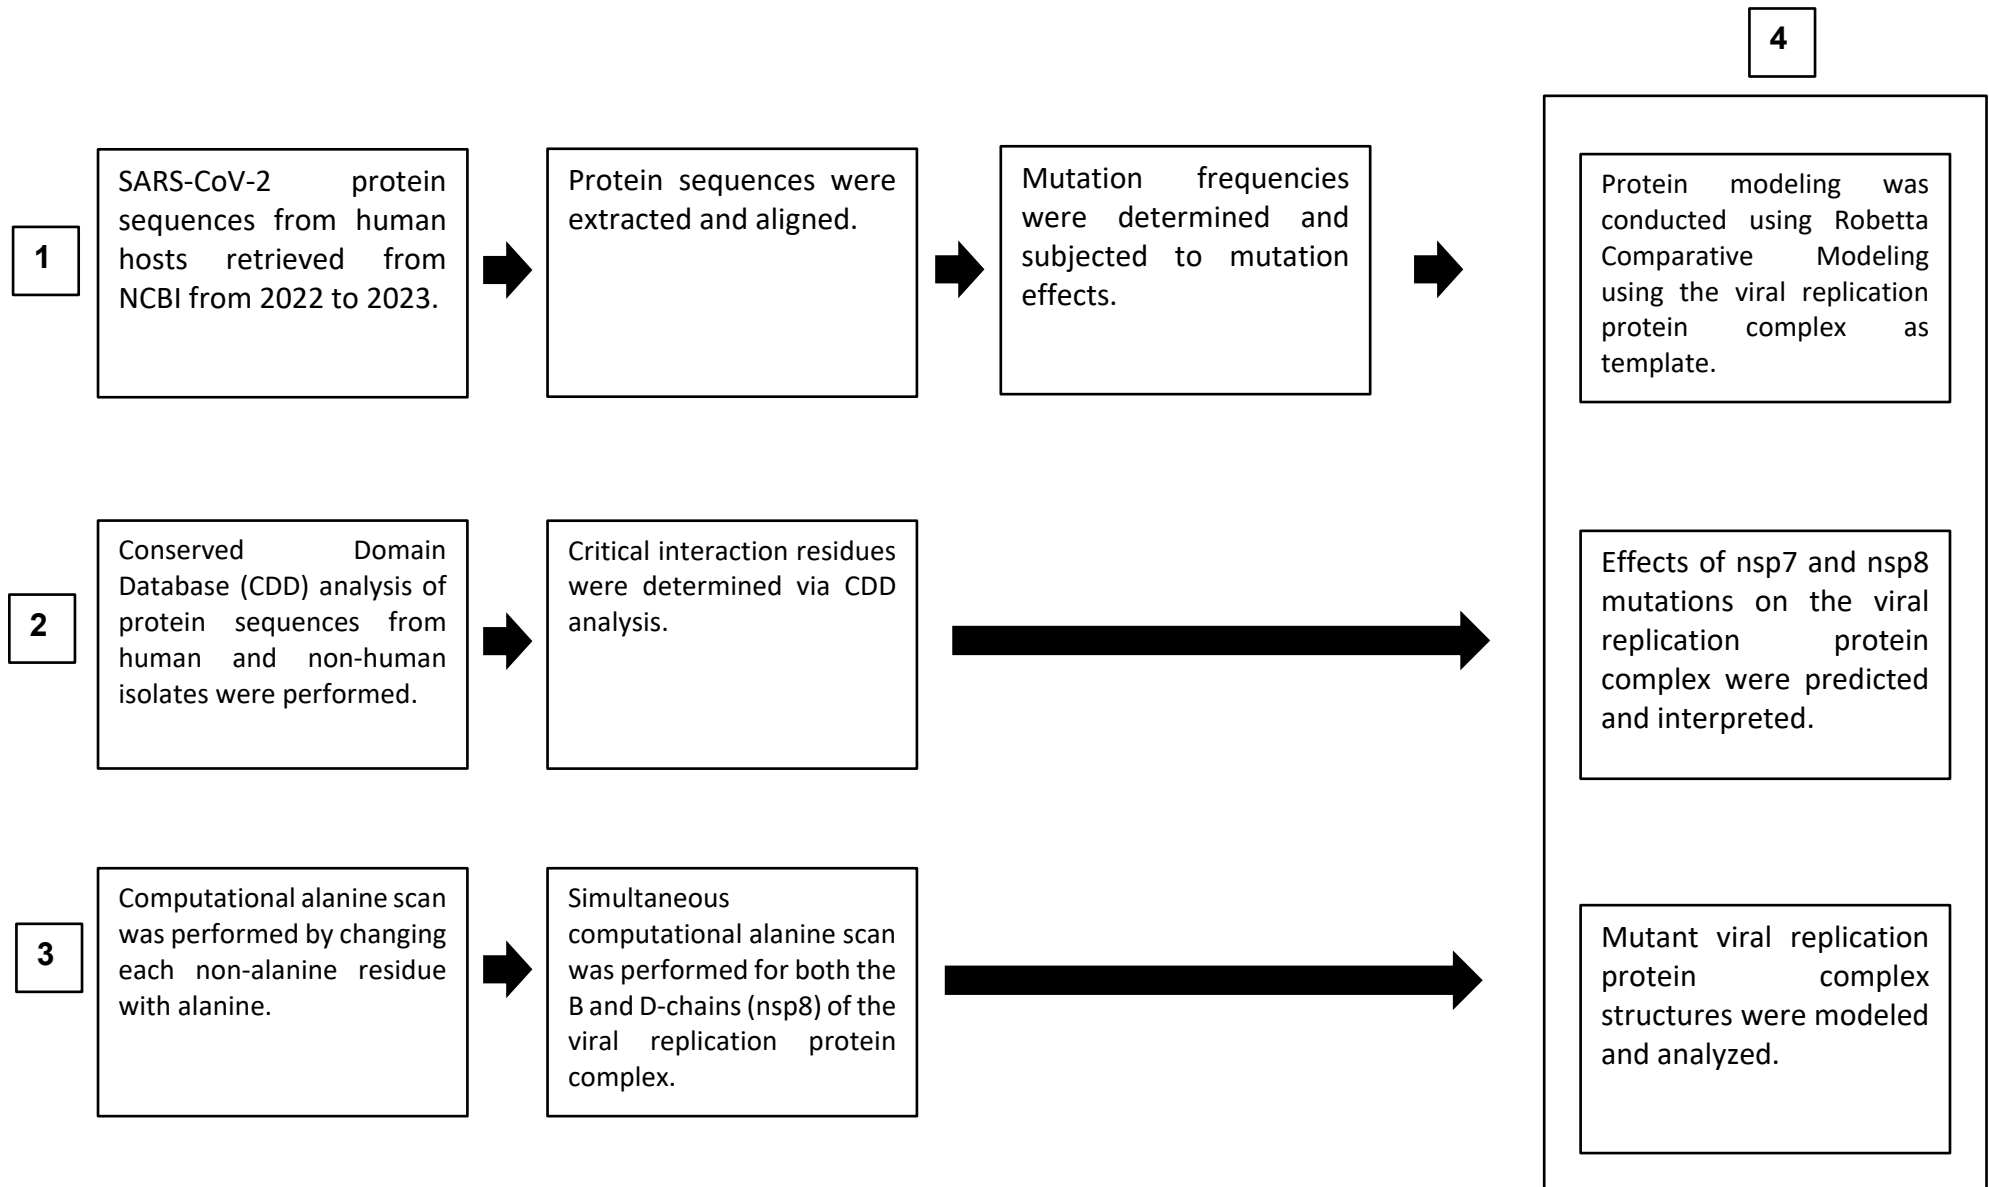 4
1
SARS-CoV-2 protein
sequences from human
hosts retrieved from
NCBI from 2022 to 2023.
Protein sequences were
extracted and aligned.
Mutation frequencies
were determined and
subjected to mutation
effects.
Protein modeling was
conducted using Robetta
Comparative Modeling
using the viral replication
protein complex as
template.
2
Conserved Domain
Database (CDD) analysis of
protein sequences from
human and non-human
isolates were performed.
Critical interaction residues
were determined via CDD
analysis.
Effects of nsp7 and nsp8
mutations on the viral
replication protein
complex were predicted
and interpreted.
3
Computational alanine scan
was performed by changing
each non-alanine residue
with alanine.
Simultaneous
computational alanine scan
was performed for both the
B and D-chains (nsp8) of the
viral replication protein
complex.
Mutant viral replication
protein complex
structures were modeled
and analyzed.